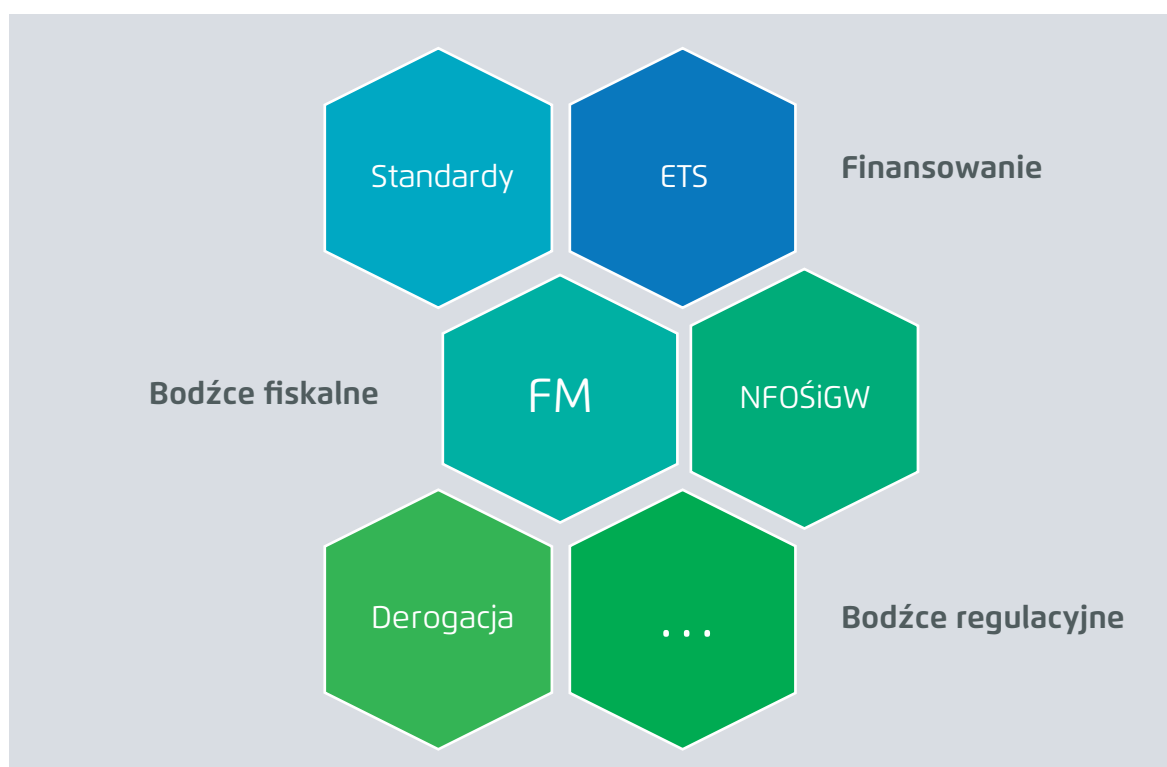 Standardy
ETS
Finansowanie
Bodźce fiskalne
FM
NFOŚiGW
Derogacja
...
Bodźce regulacyjne